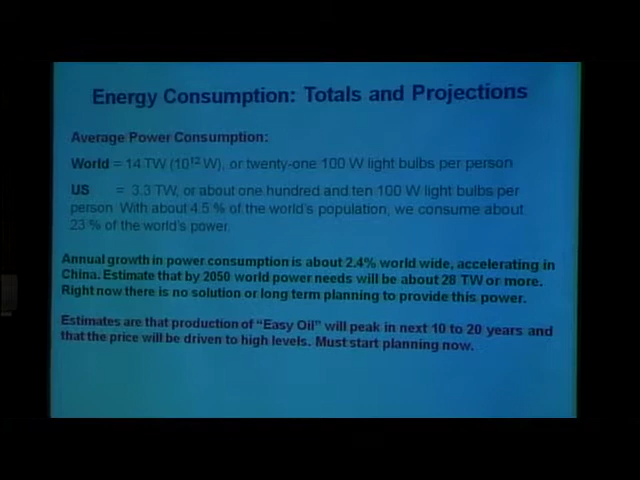 Energy Consumption: Totals and Projections
Average Power Consumption:
World = 14 TW (10¹² W), or twenty-one 100 W light bulbs per person
US = 3.3 TW, or about one hundred and ten 100 W light bulbs per
person. With about 4.5 % of the world's population, we consume about
23 % of the world's power.
Annual growth in power consumption is about 2.4% world wide, accelerating in
China. Estimate that by 2050 world power needs will be about 28 TW or more.
Right now there is no solution or long term planning to provide this power.
Estimates are that production of "Easy Oil" will peak in next 10 to 20 years and
that the price will be driven to high levels. Must start planning now.